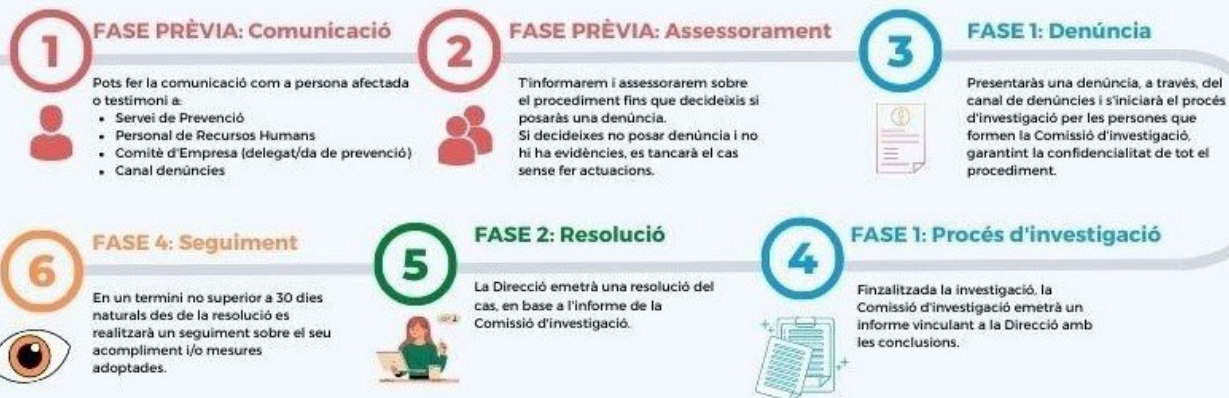 1
FASE PRÈVIA: Comunicació
Pots fer la comunicació com a persona afectada
o testimoni a:
• Servei de Prevenció
• Personal de Recursos Humans
• Comitè d'Empresa (delegat/da de prevenció)
• Canal denúncies
2
FASE PRÈVIA: Assessorament
T'informarem i assessorarem sobre
el procediment fins que decideixis si
posaràs una denúncia.
Si decideixes no posar denúncia i no
hi ha evidències, es tancarà el cas
sense fer actuacions.
3
FASE 1: Denúncia
Presentaràs una denúncia, a través, del
canal de denúncies i s'iniciarà el procés
d'investigació per les persones que
formen la Comissió d'investigació,
garantint la confidencialitat de tot el
procediment.
4
FASE 1: Procés d'investigació
Finzalitzada la investigació, la
Comissió d'investigació emetrà un
informe vinculant a la Direcció amb
les conclusions.
5
FASE 2: Resolució
La Direcció emetrà una resolució del
cas, en base a l'informe de la
Comissió d'investigació.
6
FASE 4: Seguiment
En un termini no superior a 30 dies
naturals des de la resolució es
realitzarà un seguiment sobre el seu
acompliment i/o mesures
adoptades.